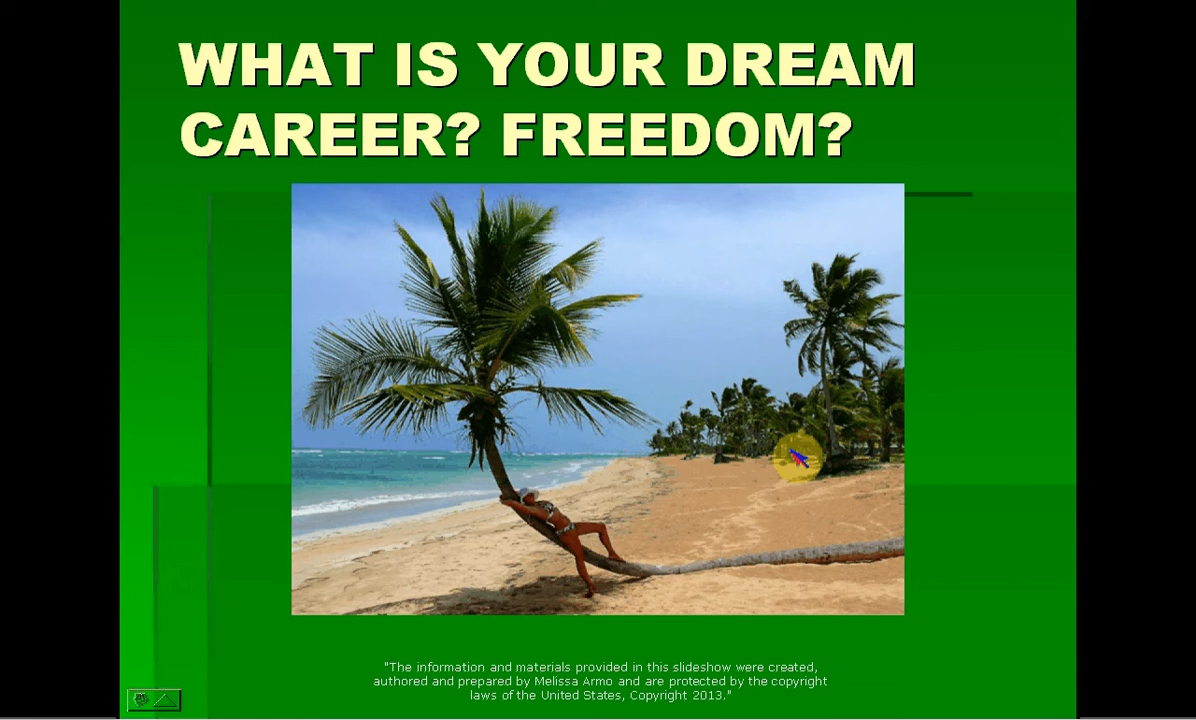 WHAT IS YOUR DREAM
CAREER? FREEDOM?
"The information and materials provided in this slideshow were created,
authored and prepared by Melissa Armo and are protected by the copyright
laws of the United States, Copyright 2013."